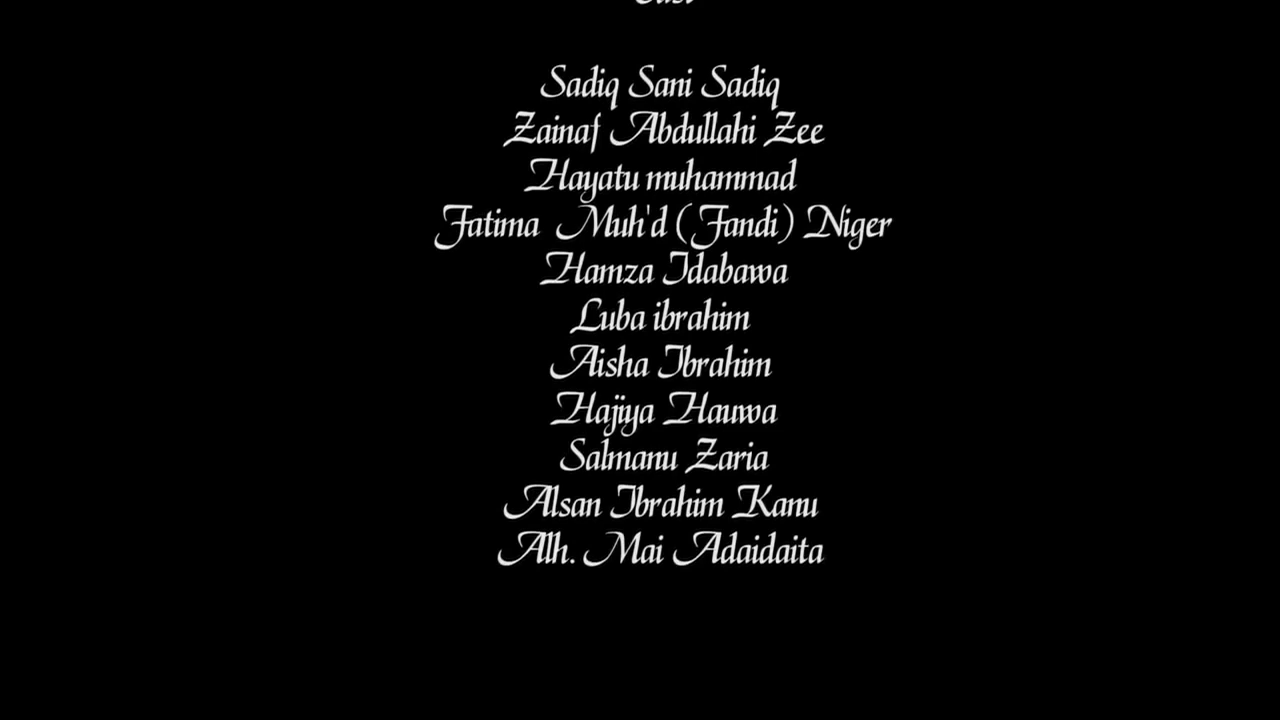 Cast
Sadiq Sani Sadiq
Zainaf Abdullahi Zee
Hayatu muhammad
Fatima Muh'd (Fandi) Niger
Hamza Idabawa
Luba ibrahim
Aisha Ibrahim
Hajiya Hauwa
Salmanu Zaria
Alsan Ibrahim Kanu
Alh. Mai Adaidaita